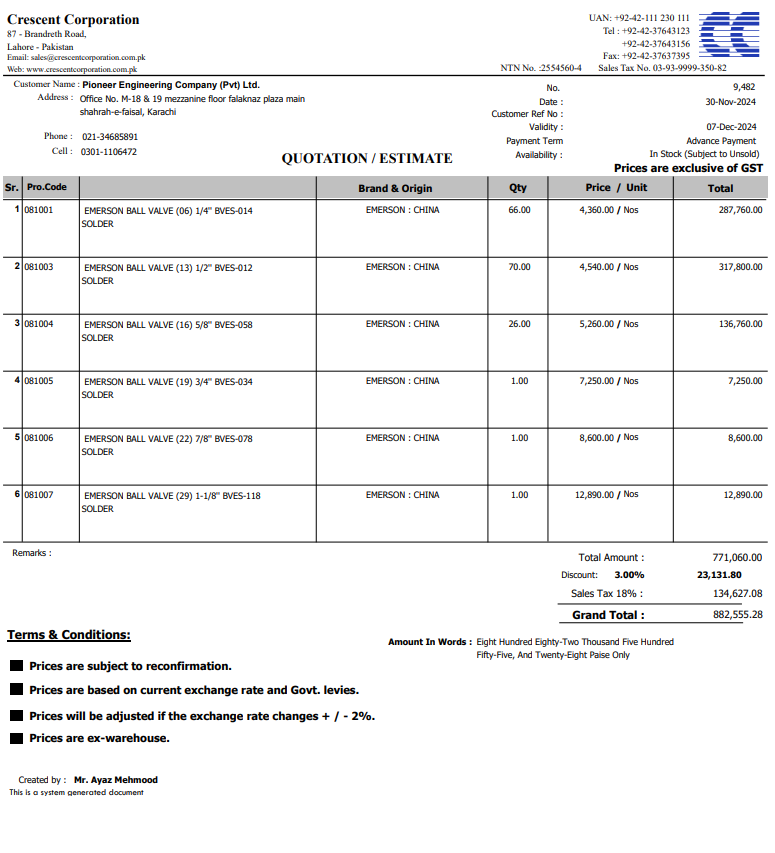 Crescent Corporation
87 - Brandreth Road,
Lahore - Pakistan
Email: sales@crescentcorporation.com.pk
Web: www.crescentcorporation.com.pk
UAN: +92-42-111 230 111
Tel : +92-42-37643123
+92-42-37643156
Fax: +92-42-37637395
NTN No. :2554560-4 Sales Tax No. 03-93-9999-350-82
Customer Name : Pioneer Engineering Company (Pvt) Ltd.
Address : Office No. M-18 & 19 mezzanine floor falaknaz plaza main
shahrah-e-faisal, Karachi
Phone : 021-34685891
Cell : 0301-1106472
No. 9,482
Date : 30-Nov-2024
Customer Ref No :
Validity : 07-Dec-2024
Payment Term Advance Payment
Availability : In Stock (Subject to Unsold)
QUOTATION / ESTIMATE
Prices are exclusive of GST
Sr. Pro.Code Brand & Origin Qty Price / Unit Total
1 081001 EMERSON BALL VALVE (06) 1/4" BVES-014 EMERSON : CHINA 66.00 4,360.00 / Nos 287,760.00
SOLDER
2 081003 EMERSON BALL VALVE (13) 1/2" BVES-012 EMERSON : CHINA 70.00 4,540.00 / Nos 317,800.00
SOLDER
3 081004 EMERSON BALL VALVE (16) 5/8" BVES-058 EMERSON : CHINA 26.00 5,260.00 / Nos 136,760.00
SOLDER
4 081005 EMERSON BALL VALVE (19) 3/4" BVES-034 EMERSON : CHINA 1.00 7,250.00 / Nos 7,250.00
SOLDER
5 081006 EMERSON BALL VALVE (22) 7/8" BVES-078 EMERSON : CHINA 1.00 8,600.00 / Nos 8,600.00
SOLDER
6 081007 EMERSON BALL VALVE (29) 1-1/8" BVES-118 EMERSON : CHINA 1.00 12,890.00 / Nos 12,890.00
SOLDER
Remarks :
Total Amount : 771,060.00
Discount: 3.00% 23,131.80
Sales Tax 18% : 134,627.08
Grand Total : 882,555.28
Amount In Words : Eight Hundred Eighty-Two Thousand Five Hundred
Fifty-Five, And Twenty-Eight Paise Only
Terms & Conditions:
Prices are subject to reconfirmation.
Prices are based on current exchange rate and Govt. levies.
Prices will be adjusted if the exchange rate changes + / - 2%.
Prices are ex-warehouse.
Created by : Mr. Ayaz Mehmood
This is a system generated document